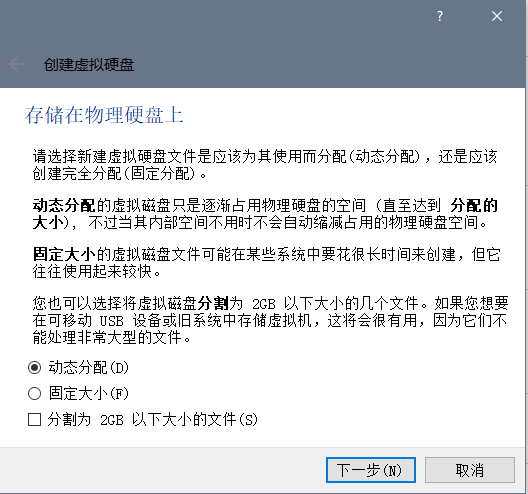 ?
创建虚拟硬盘
存储在物理硬盘上
请选择新建虚拟硬盘文件是应该为其使用而分配(动态分配)，还是应该
创建完全分配(固定分配)。
动态分配的虚拟磁盘只是逐渐占用物理硬盘的空间 (直至达到 分配的
大小), 不过当其内部空间不用时不会自动缩减占用的物理硬盘空间。
固定大小的虚拟磁盘文件可能在某些系统中要花很长时间来创建，但它
往往使用起来较快。
您也可以选择将虚拟磁盘分割为 2GB 以下大小的几个文件。如果您想要
在可移动 USB 设备或旧系统中存储虚拟机，这将会很有用，因为它们不
能处理非常大型的文件。
动态分配(D)
固定大小(F)
分割为 2GB 以下大小的文件(S)
下一步(N)
取消